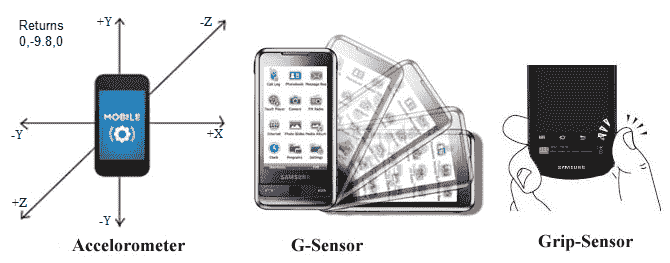 Returns
0,-9.8,0
+Y
-Z
-Y
+X
+Z
-Y
MOBILE
Accelorometer
Call Log
Phonebook
Message Box
Touch Player
Camera
FM Radio
Internet
Photo Slides
Media Album
Clock
Programs
Settings
SAMSUNG
G-Sensor
SAMSUNG
Grip-Sensor